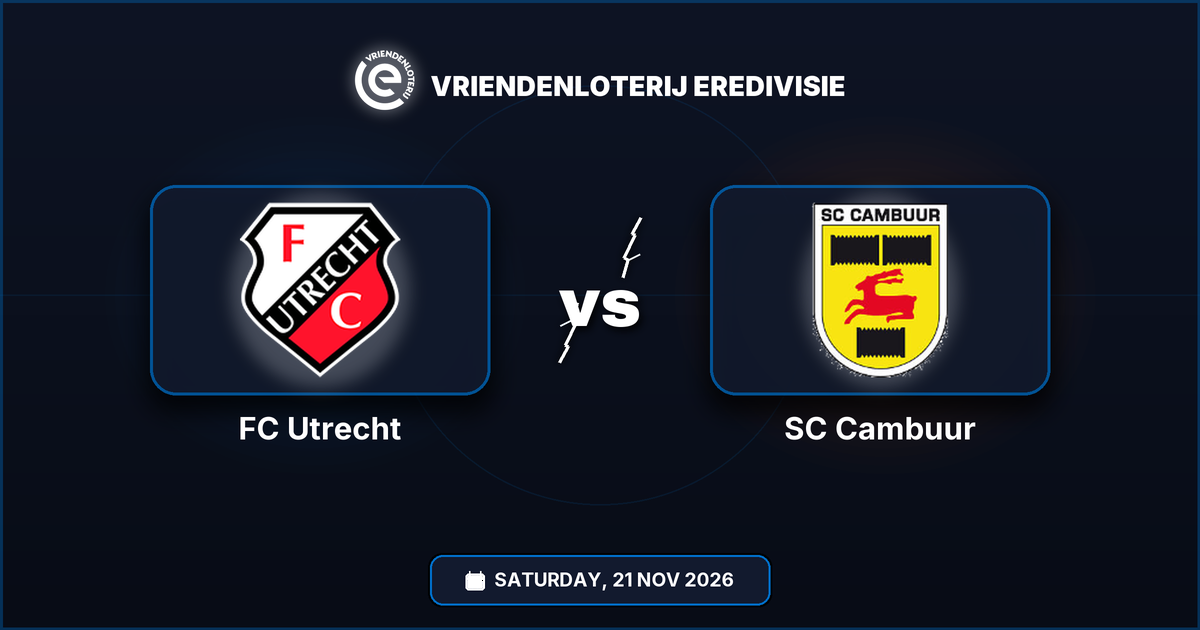 VRIENDENLOTERIJ
VRIENDENLOTERIJ EREDIVISIE
F
UTRECHT
C
vs
SC CAMBUUR
FC Utrecht
SC Cambuur
SATURDAY, 21 NOV 2026